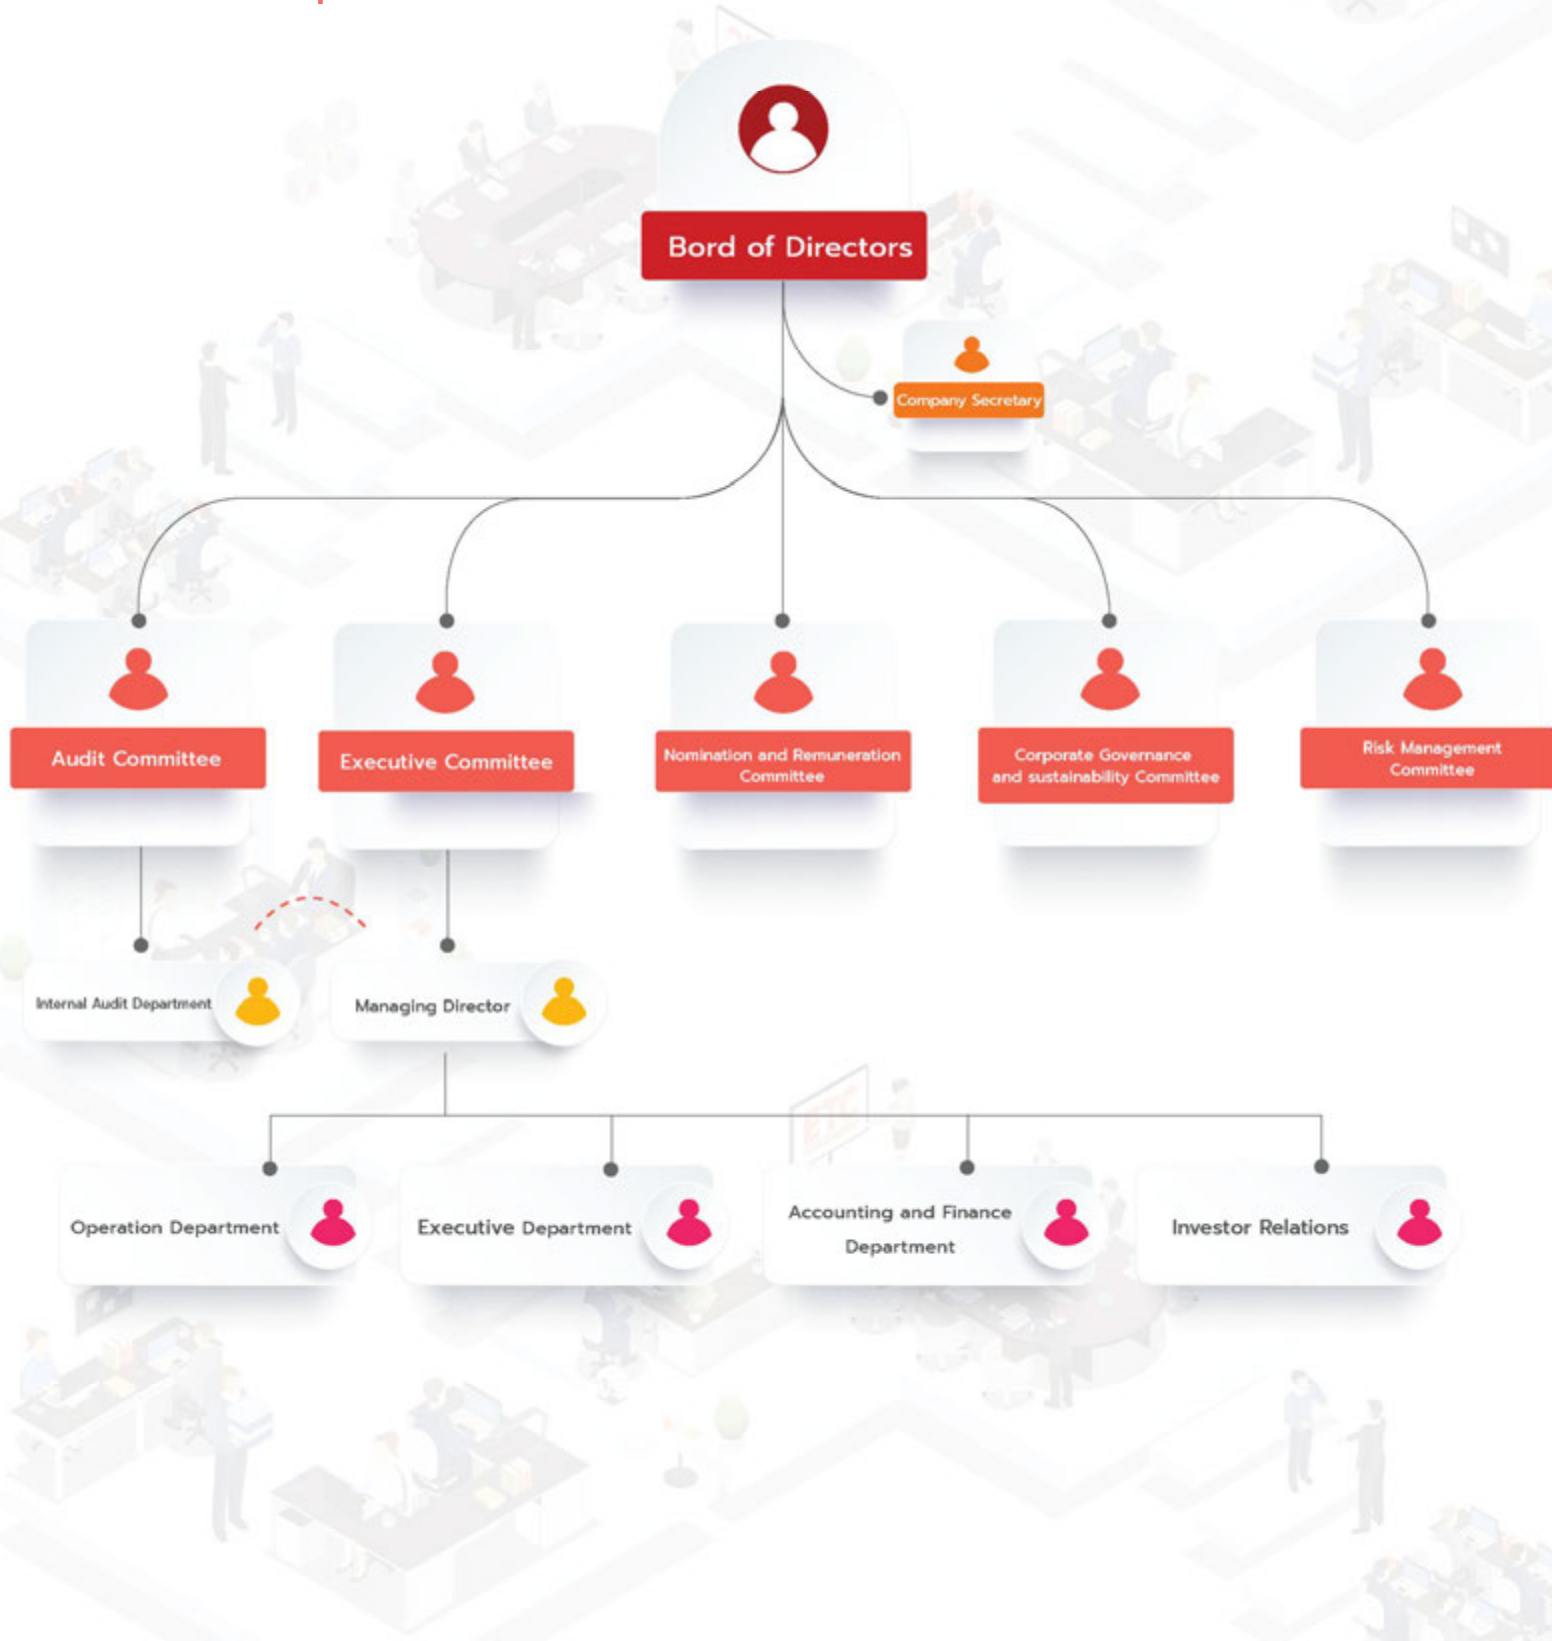 Bord of Directors
Company Secretary
Audit Committee
Executive Committee
Nomination and Remuneration
Committee
Corporate Governance
and sustainability Committee
Risk Management
Committee
Internal Audit Department
Managing Director
ETC
Operation Department
Executive Department
Accounting and Finance
Department
Investor Relations